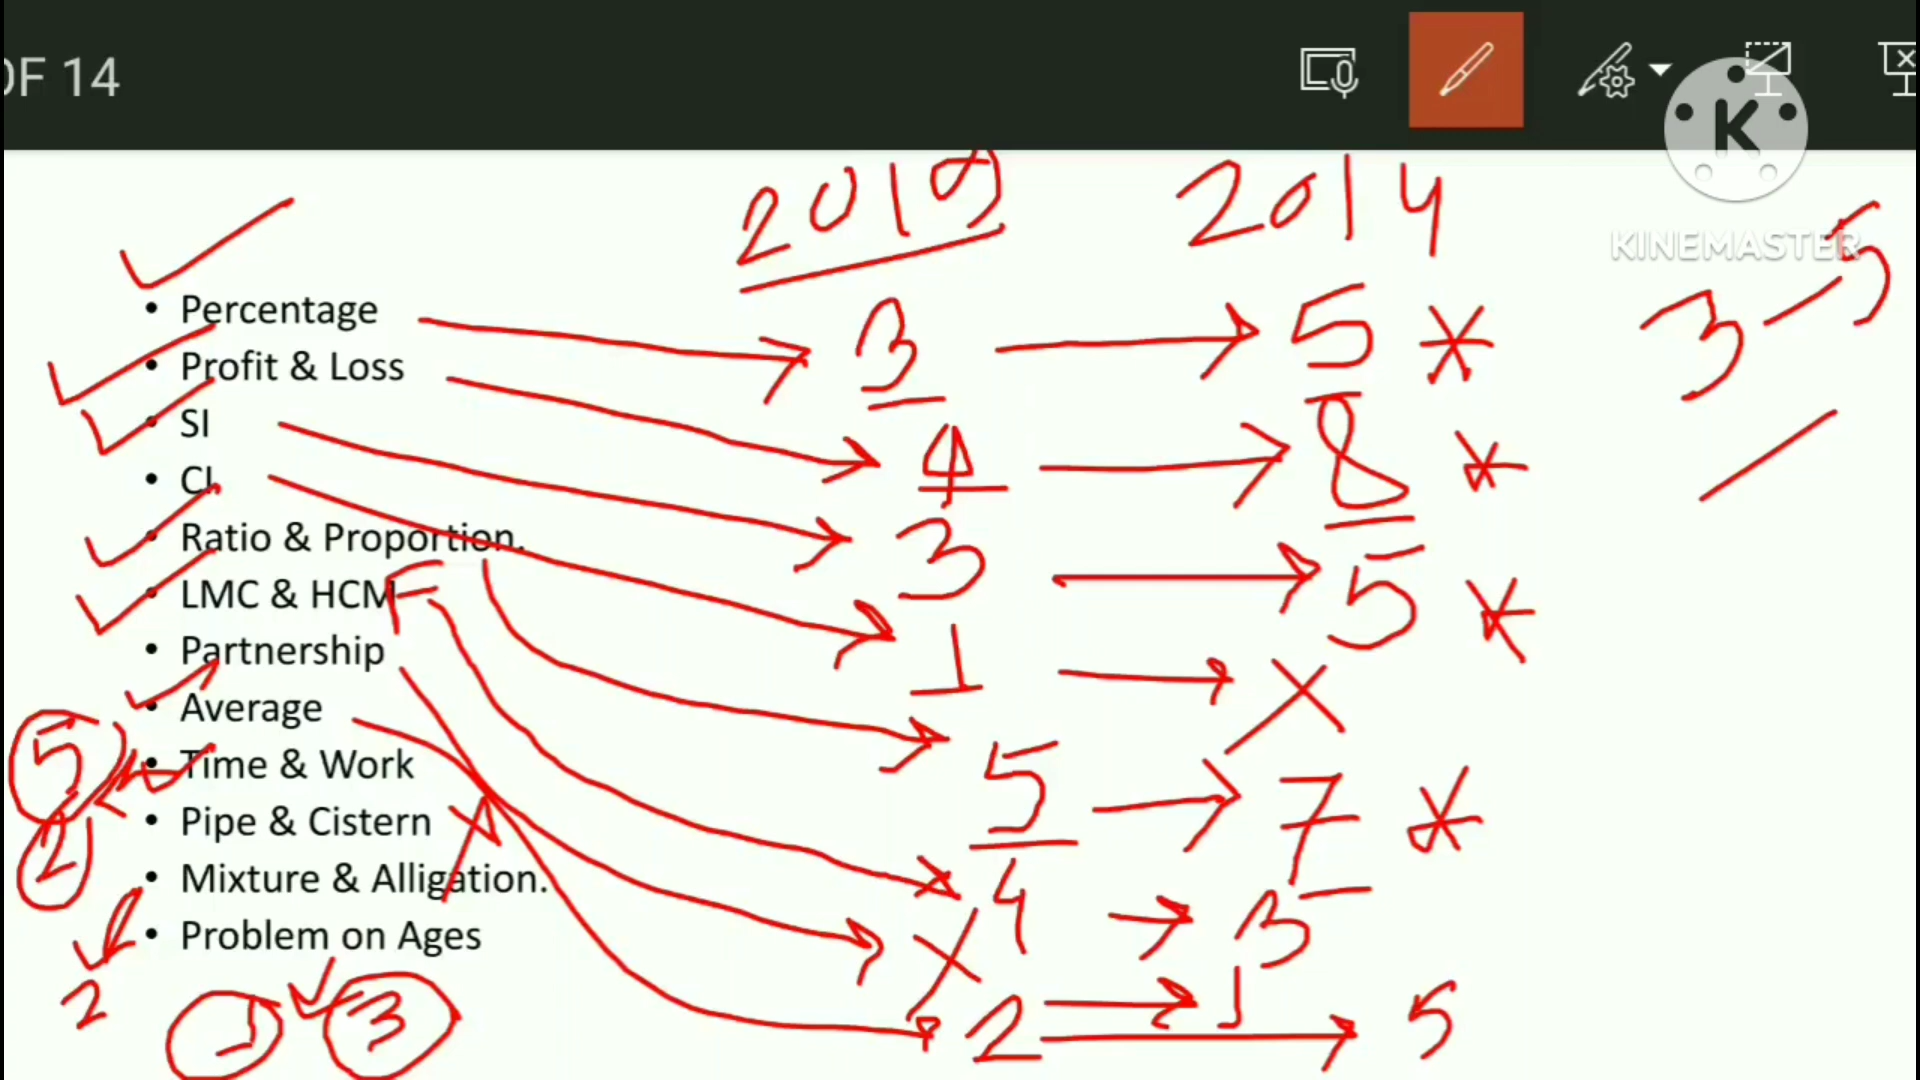 OF 14
K
KINEMASTER
2019 2014
3-5
• Percentage 3 5 *
• Profit & Loss 4 8 *
• SI 3 5 *
• CI 1 X
• Ratio & Proportion. 5 7 *
• LMC & HCM 4 3
• Partnership X 1
• Average 2 5
• Time & Work
5
• Pipe & Cistern
2
• Mixture & Alligation.
• Problem on Ages
2
1 3